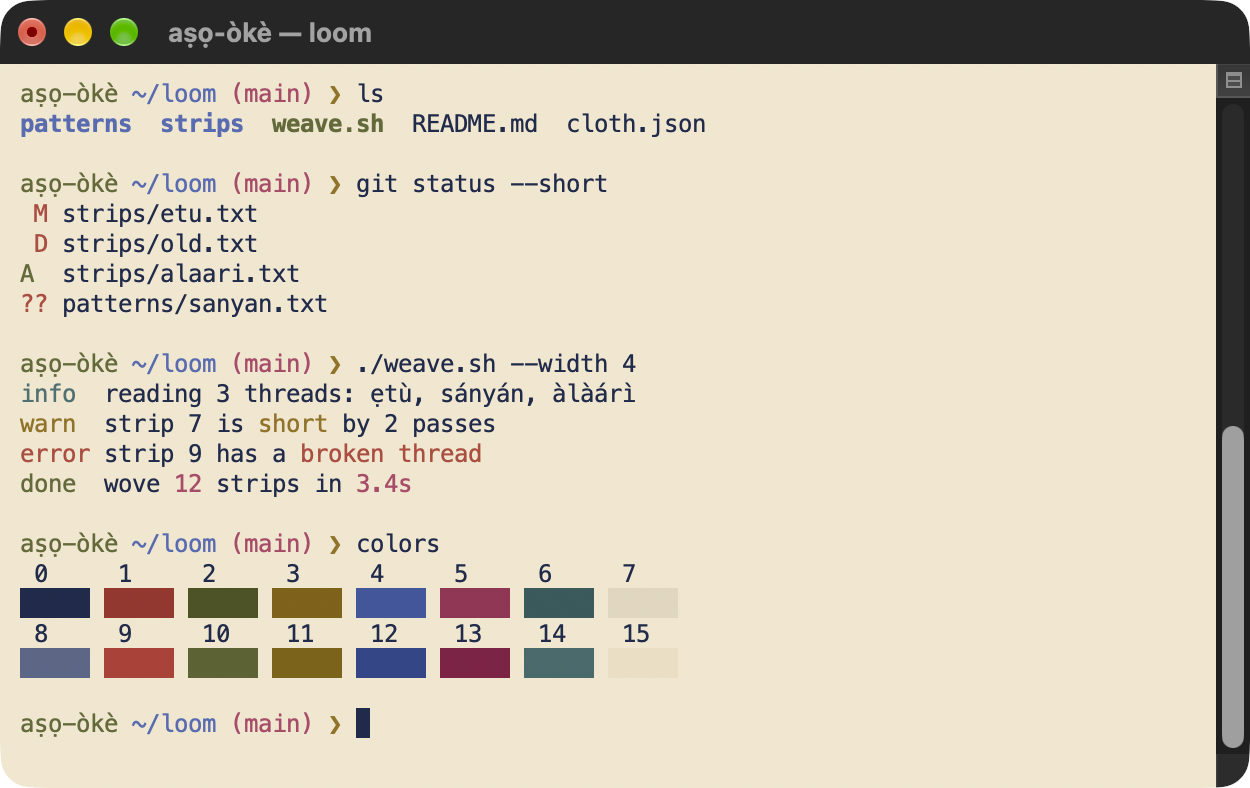 aṣọ-òkè — loom
aṣọ-òkè ~/loom (main) ❯ ls
patterns  strips  weave.sh  README.md  cloth.json
aṣọ-òkè ~/loom (main) ❯ git status --short
 M strips/etu.txt
 D strips/old.txt
A  strips/alaari.txt
?? patterns/sanyan.txt
aṣọ-òkè ~/loom (main) ❯ ./weave.sh --width 4
info  reading 3 threads: ẹtù, sányán, àlàárì
warn  strip 7 is short by 2 passes
error strip 9 has a broken thread
done  wove 12 strips in 3.4s
aṣọ-òkè ~/loom (main) ❯ colors
0 1 2 3 4 5 6 7
8 9 10 11 12 13 14 15
aṣọ-òkè ~/loom (main) ❯